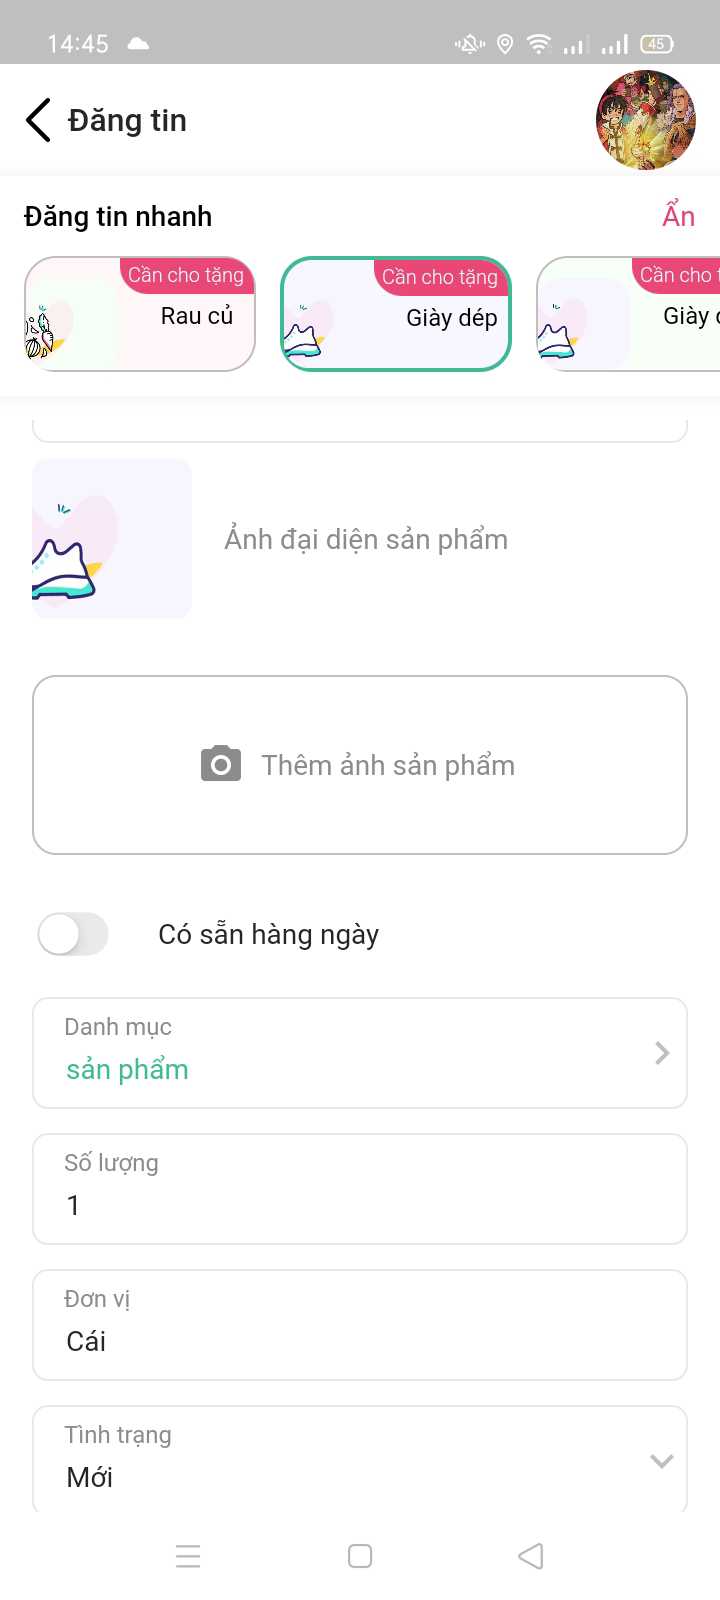 14:45
45
Đăng tin
Đăng tin nhanh
Ẩn
Cần cho tặng
Rau củ
Cần cho tặng
Giày dép
Cần cho
Giày
Ảnh đại diện sản phẩm
Thêm ảnh sản phẩm
Có sẵn hàng ngày
Danh mục
sản phẩm
Số lượng
1
Đơn vị
Cái
Tình trạng
Mới